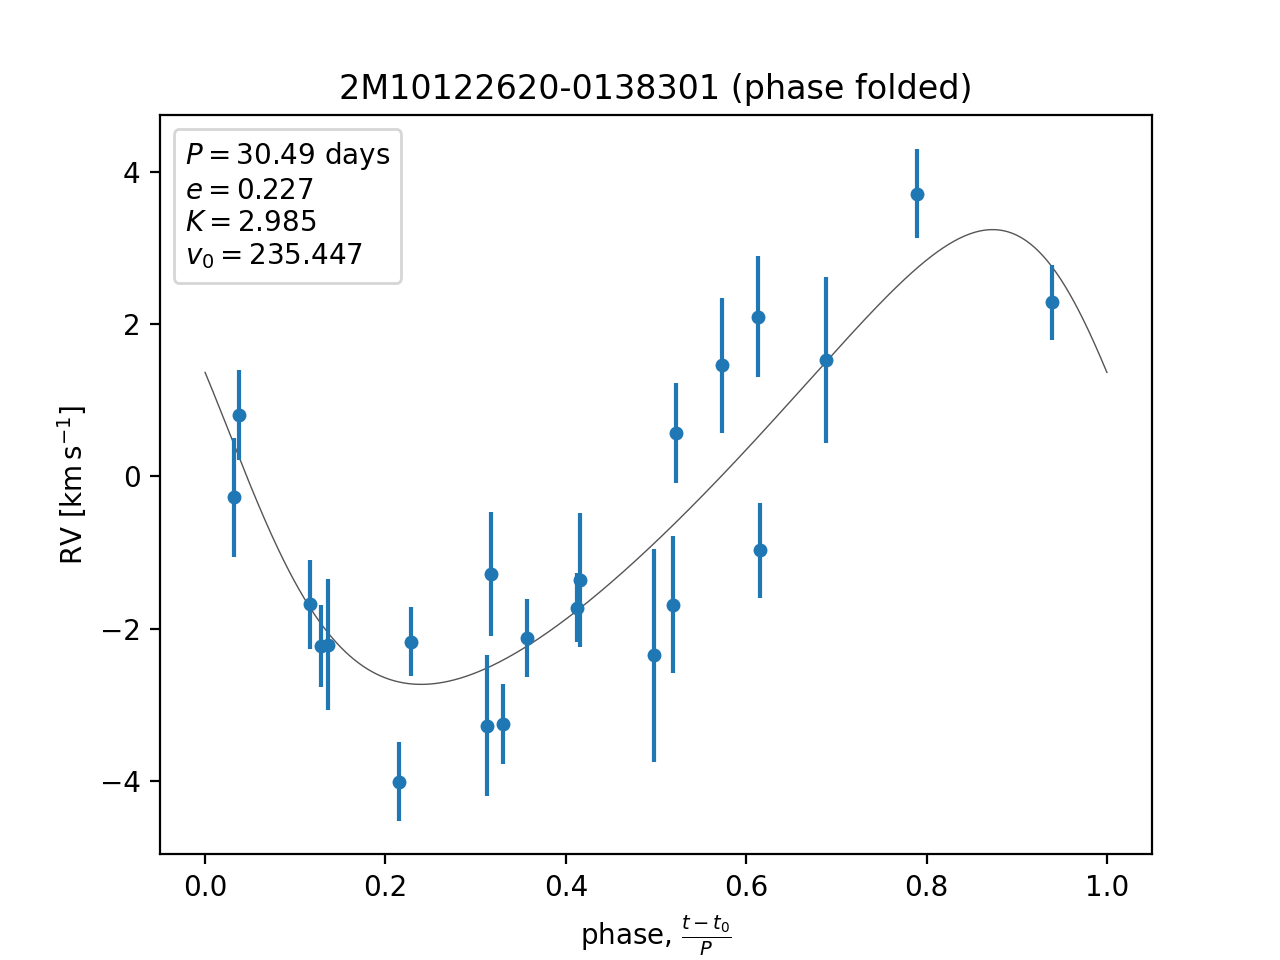 2M10122620-0138301 (phase folded)
P = 30.49 days
e = 0.227
K = 2.985
v₀ = 235.447
4
2
0
−2
−4
RV [km s⁻¹]
0.0 0.2 0.4 0.6 0.8 1.0
phase, (t − t₀)/P